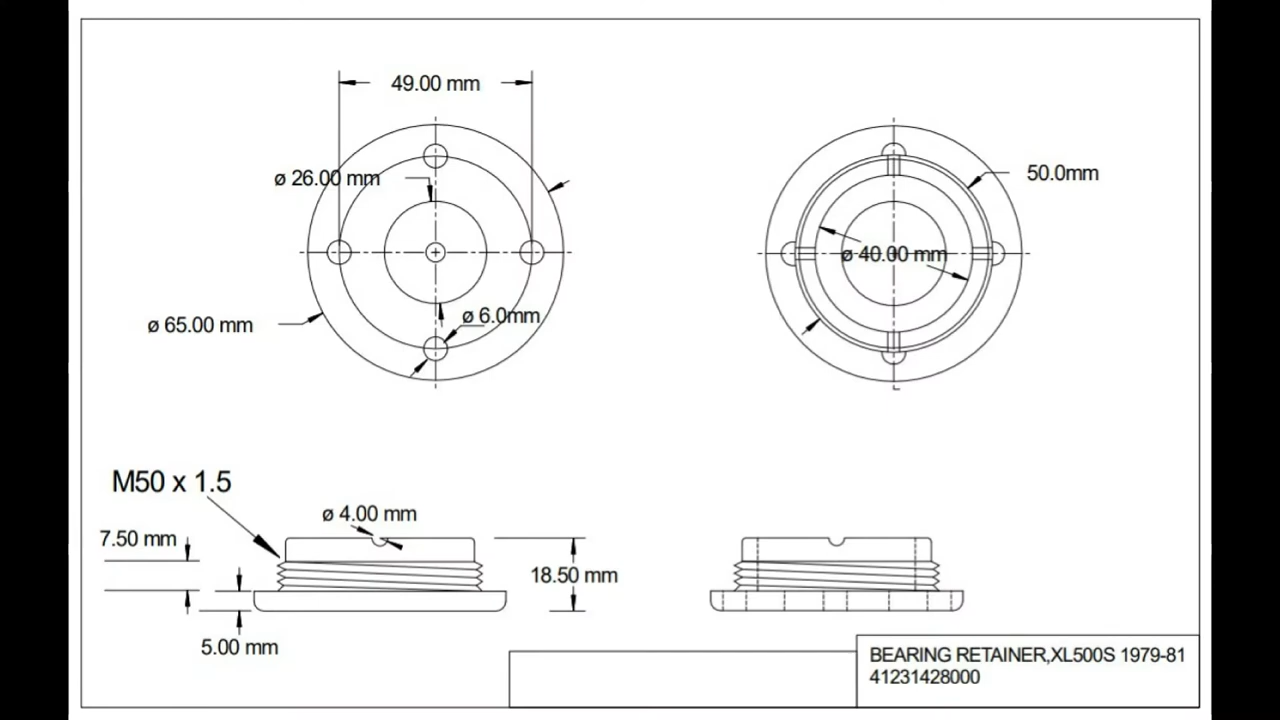 49.00 mm
ø 26.00 mm
50.0mm
ø 40.00 mm
ø 65.00 mm
ø 6.0mm
M50 x 1.5
ø 4.00 mm
7.50 mm
18.50 mm
5.00 mm
BEARING RETAINER,XL500S 1979-81
41231428000